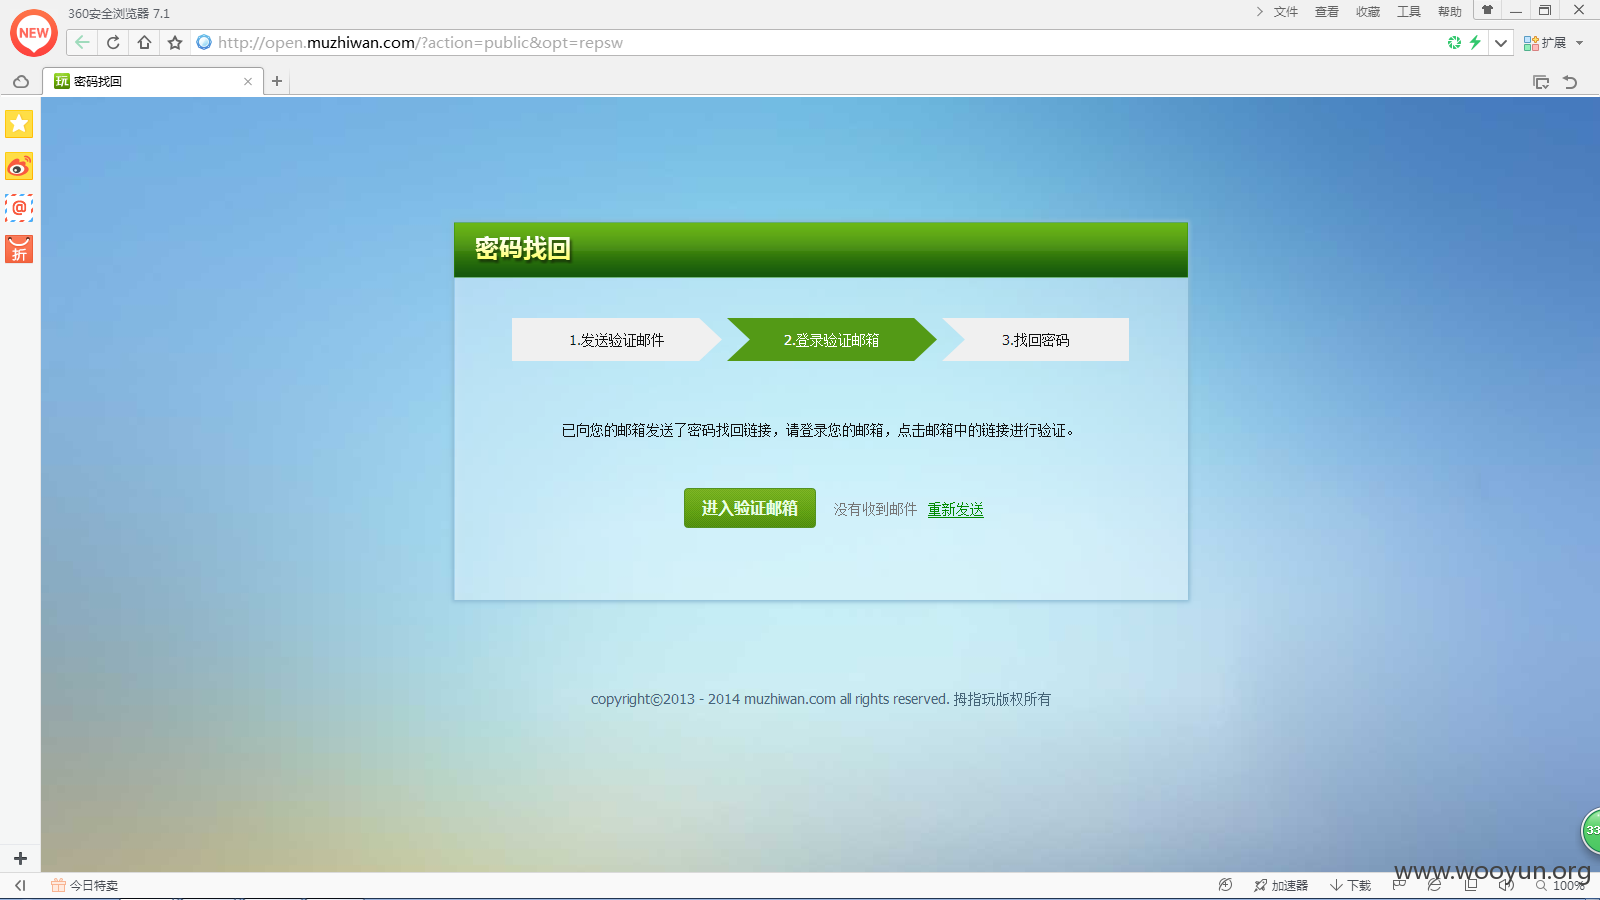 360安全浏览器 7.1
文件 查看 收藏 工具 帮助
NEW
http://open.muzhiwan.com/?action=public&opt=repsw
扩展
玩 密码找回
@
折
密码找回
1.发送验证邮件
2.登录验证邮箱
3.找回密码
已向您的邮箱发送了密码找回链接，请登录您的邮箱，点击邮箱中的链接进行验证。
进入验证邮箱 没有收到邮件 重新发送
copyright©2013 - 2014 muzhiwan.com all rights reserved. 拇指玩版权所有
33
www.wooyun.org
今日特卖
加速器 下载 100%